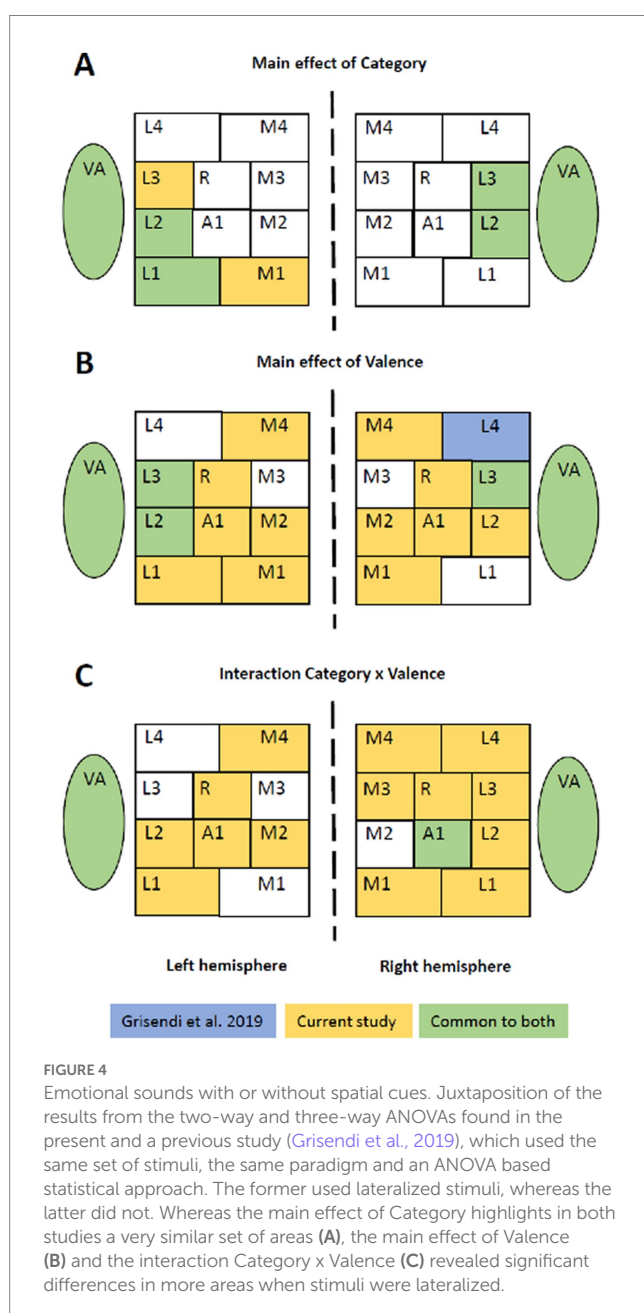 A
Main effect of Category
L4 M4 M4 L4
VA VA
L3 R M3 M3 R L3
L2 A1 M2 M2 A1 L2
L1 M1 M1 L1
B
Main effect of Valence
L4 M4 M4 L4
VA VA
L3 R M3 M3 R L3
L2 A1 M2 M2 A1 L2
L1 M1 M1 L1
C
Interaction Category x Valence
L4 M4 M4 L4
VA VA
L3 R M3 M3 R L3
L2 A1 M2 M2 A1 L2
L1 M1 M1 L1
Left hemisphere Right hemisphere
Grisendi et al. 2019 Current study Common to both
FIGURE 4
Emotional sounds with or without spatial cues. Juxtaposition of the
results from the two-way and three-way ANOVAs found in the
present and a previous study (Grisendi et al., 2019), which used the
same set of stimuli, the same paradigm and an ANOVA based
statistical approach. The former used lateralized stimuli, whereas the
latter did not. Whereas the main effect of Category highlights in both
studies a very similar set of areas (A), the main effect of Valence
(B) and the interaction Category x Valence (C) revealed significant
differences in more areas when stimuli were lateralized.